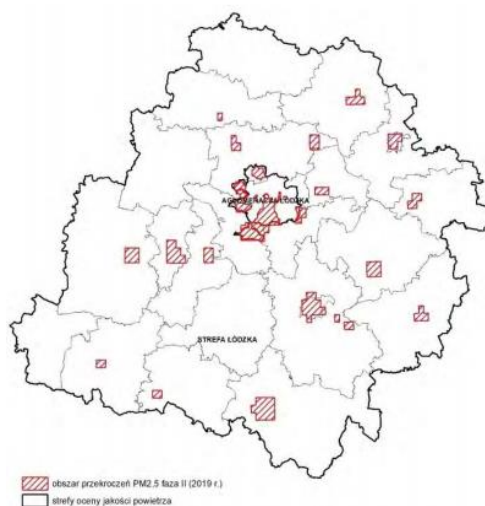 AGLOMERACJA ŁÓDZKA
STREFA ŁÓDZKA
obszar przekroczeń PM2,5 faza II (2019 r.)
strefy oceny jakości powietrza